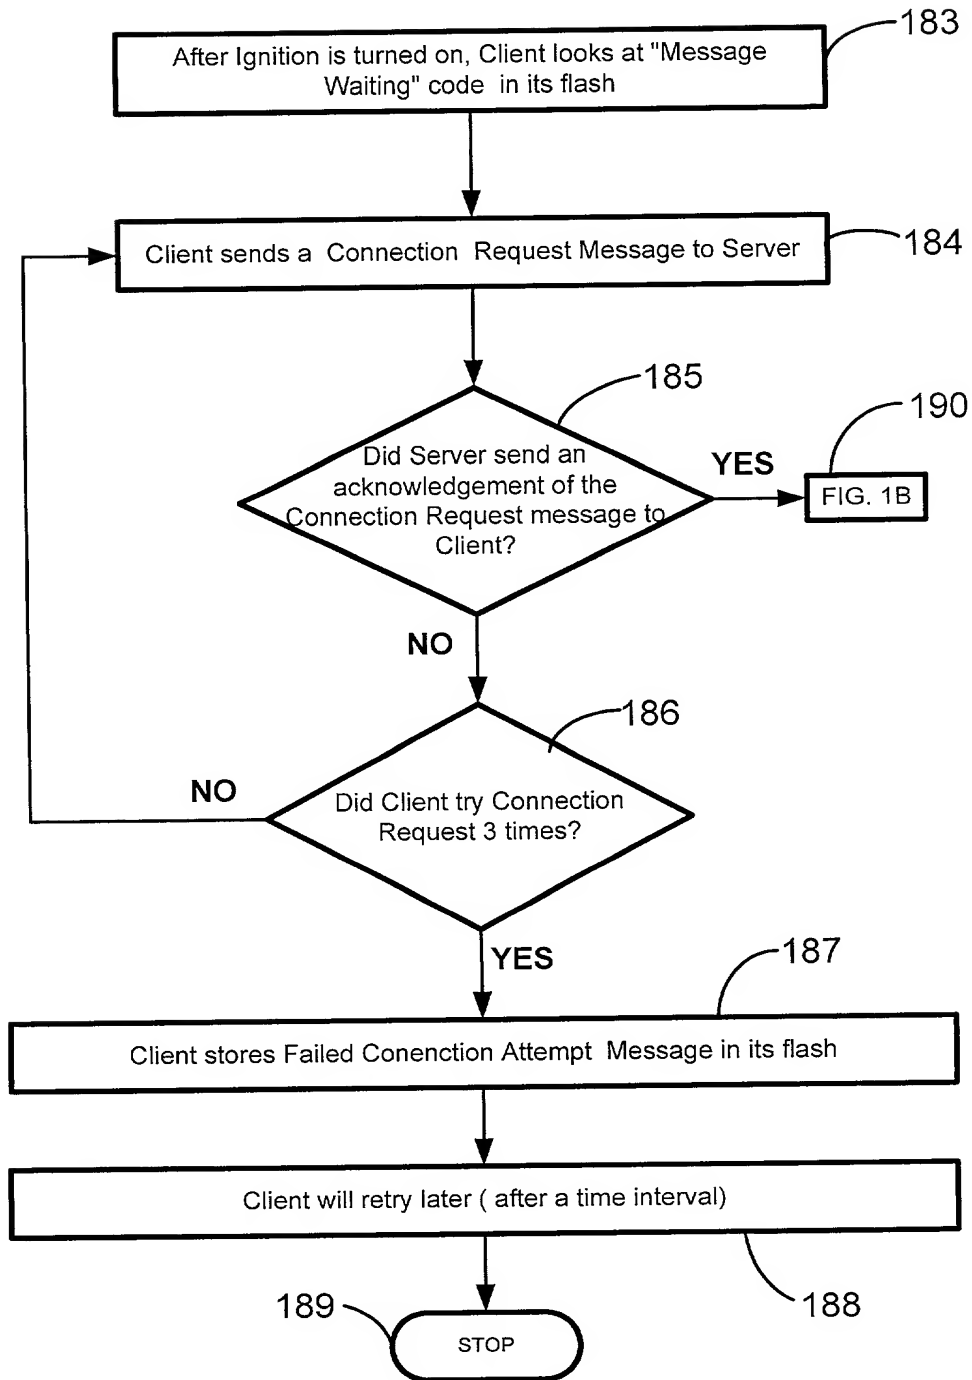 183
After Ignition is turned on, Client looks at "Message
Waiting" code in its flash
184
Client sends a Connection Request Message to Server
185
190
Did Server send an
acknowledgement of the
Connection Request message to
Client?
YES
FIG. 1B
NO
186
NO
Did Client try Connection
Request 3 times?
YES
187
Client stores Failed Conenction Attempt Message in its flash
Client will retry later ( after a time interval)
188
189
STOP